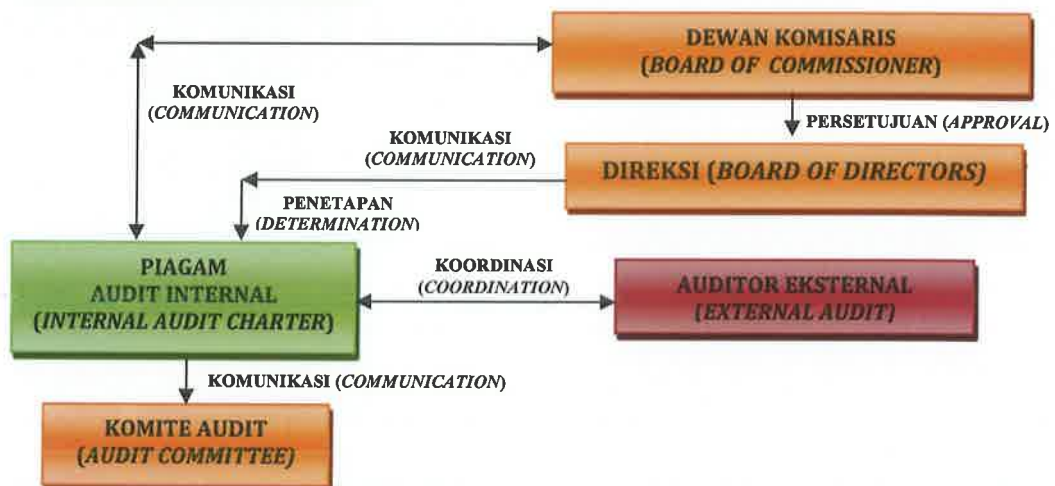 DEWAN KOMISARIS
(BOARD OF COMMISSIONER)
KOMUNIKASI
(COMMUNICATION)
PERSETUJUAN (APPROVAL)
KOMUNIKASI
(COMMUNICATION)
DIREKSI (BOARD OF DIRECTORS)
PENETAPAN
(DETERMINATION)
PIAGAM
AUDIT INTERNAL
(INTERNAL AUDIT CHARTER)
KOORDINASI
(COORDINATION)
AUDITOR EKSTERNAL
(EXTERNAL AUDIT)
KOMUNIKASI (COMMUNICATION)
KOMITE AUDIT
(AUDIT COMMITTEE)